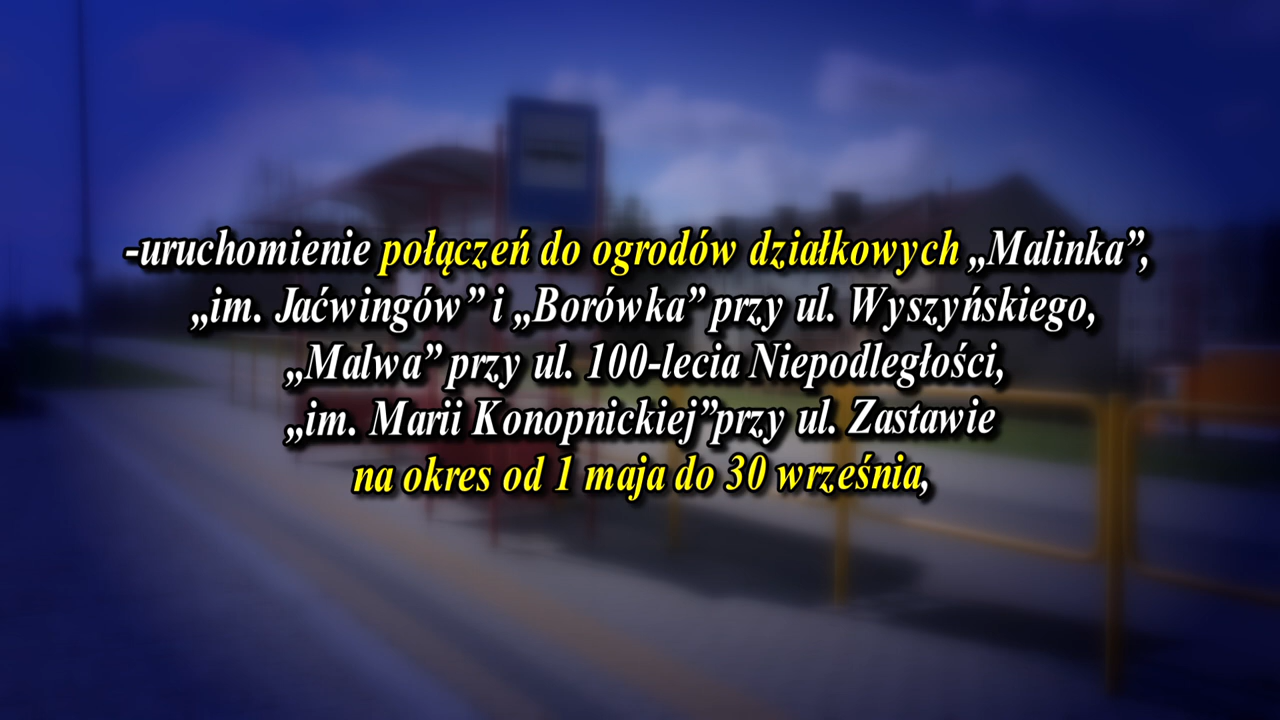 -uruchomienie połączeń do ogrodów działkowych „Malinka”,
„im. Jaćwingów” i „Borówka” przy ul. Wyszyńskiego,
„Malwa” przy ul. 100-lecia Niepodległości,
„im. Marii Konopnickiej”przy ul. Zastawie
na okres od 1 maja do 30 września,